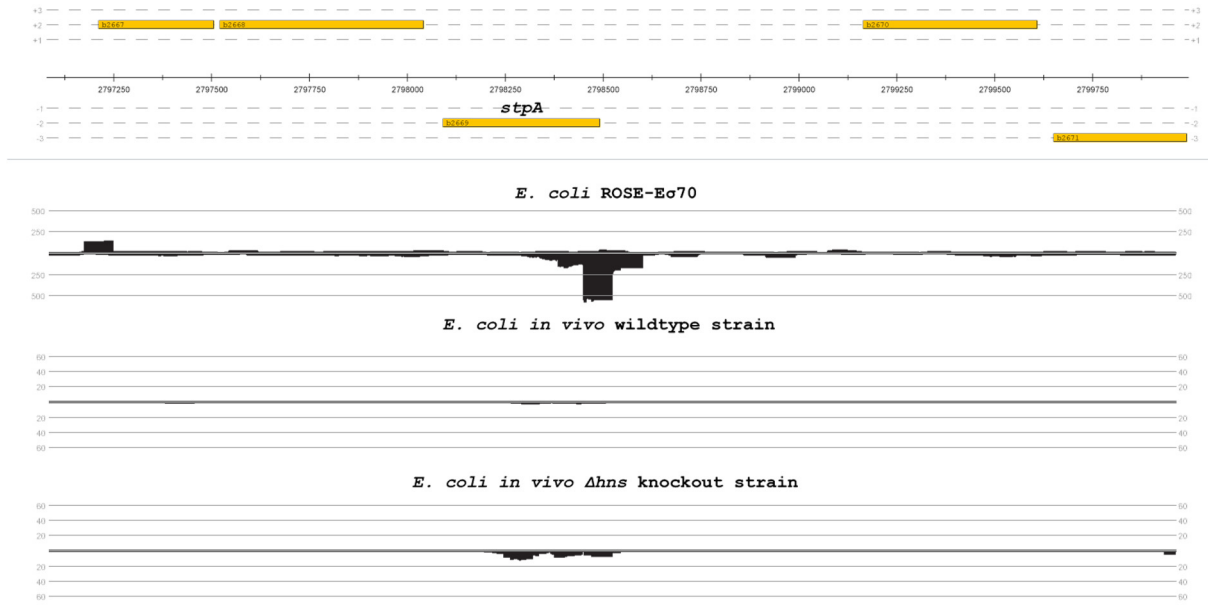 +3 +3
+2 b2667 b2668 b2670 +2
+1 +1
2797250 2797500 2797750 2798000 2798250 2798500 2798750 2799000 2799250 2799500 2799750
-1 stpA -1
-2 b2669 -2
-3 b2671 -3
E. coli ROSE-Eσ70
500 500
250 250
250 250
500 500
E. coli in vivo wildtype strain
60 60
40 40
20 20
20 20
40 40
60 60
E. coli in vivo Δhns knockout strain
60 60
40 40
20 20
20 20
40 40
60 60